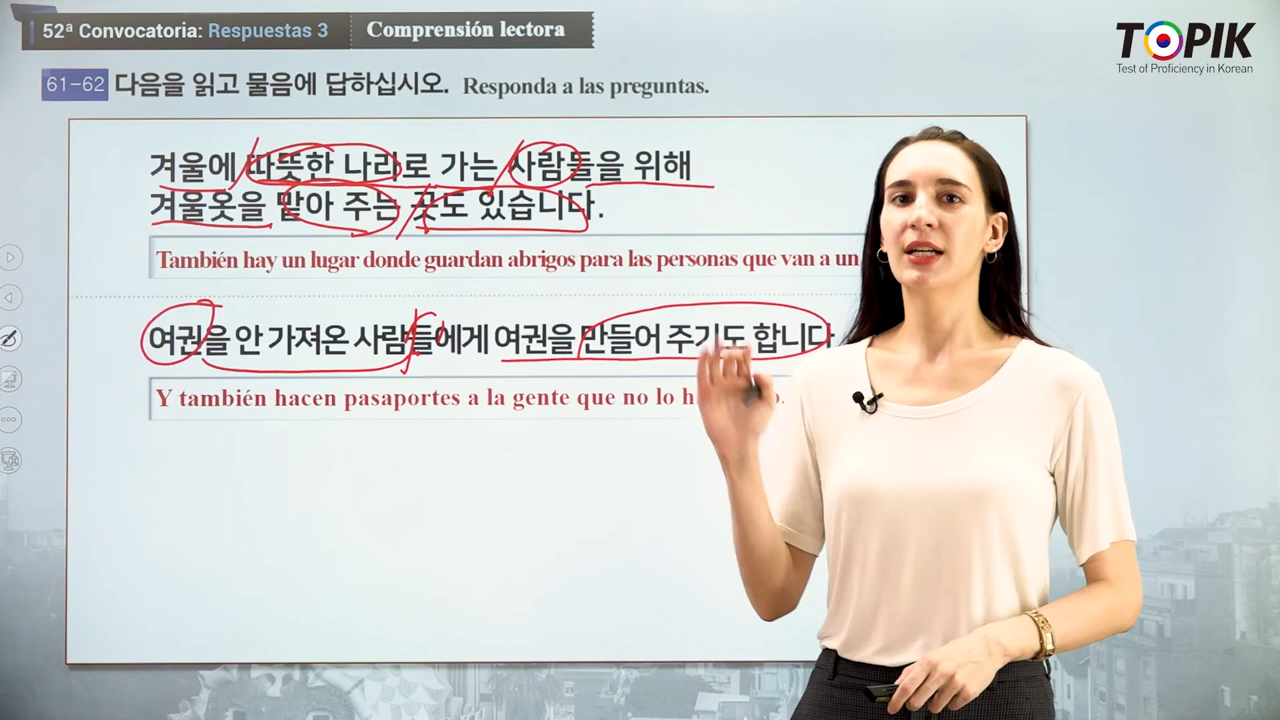 52ª Convocatoria: Respuestas 3 Comprensión lectora
TOPIK
Test of Proficiency in Korean
61-62 다음을 읽고 물음에 답하십시오. Responda a las preguntas.
겨울에 따뜻한 나라로 가는 사람들을 위해
겨울옷을 맡아 주는 곳도 있습니다.
También hay un lugar donde guardan abrigos para las personas que van a un
여권을 안 가져온 사람들에게 여권을 만들어 주기도 합니다
Y también hacen pasaportes a la gente que no lo